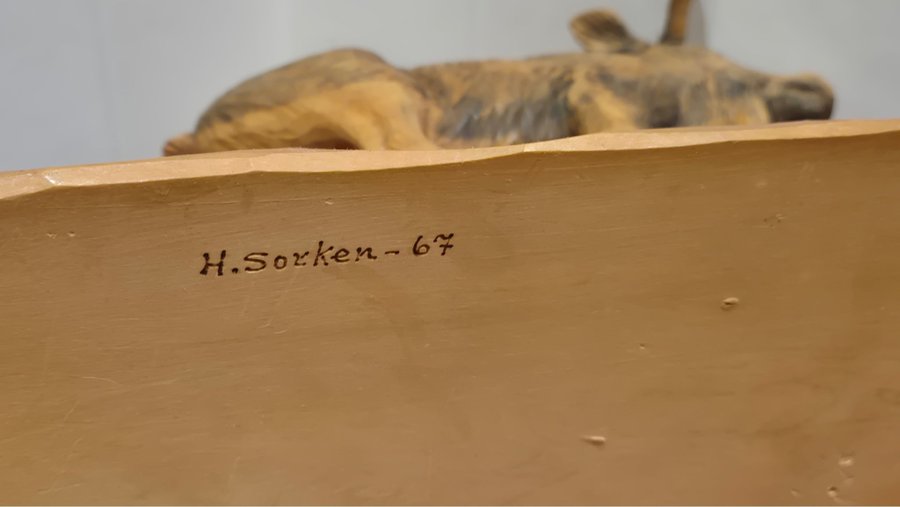 H. Sorken - 67